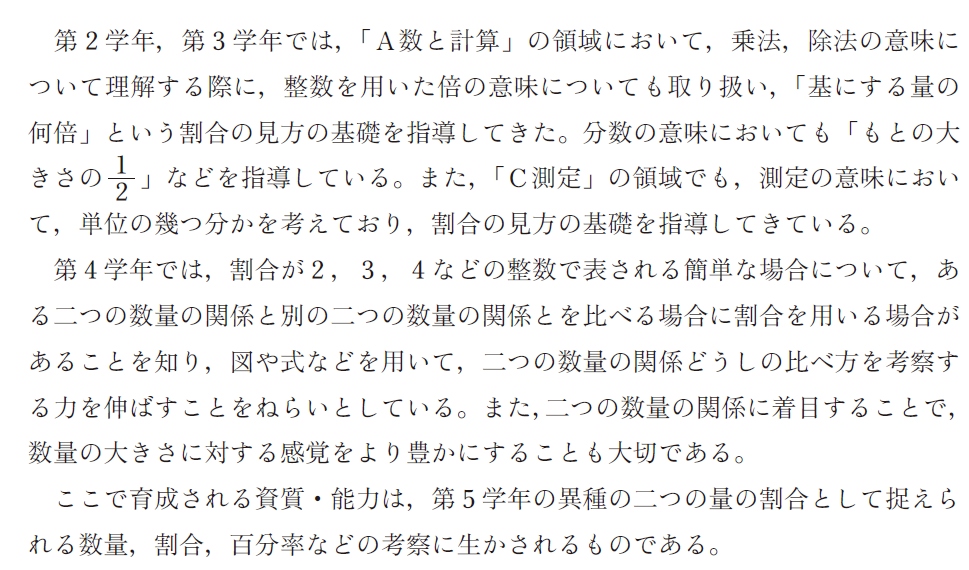 第２学年，第３学年では，「Ａ数と計算」の領域において，乗法，除法の意味に
ついて理解する際に，整数を用いた倍の意味についても取り扱い，「基にする量の
何倍」という割合の見方の基礎を指導してきた。分数の意味においても「もとの大
きさの1/2」などを指導している。また，「Ｃ測定」の領域でも，測定の意味におい
て，単位の幾つ分かを考えており，割合の見方の基礎を指導してきている。
第４学年では，割合が２，３，４などの整数で表される簡単な場合について，あ
る二つの数量の関係と別の二つの数量の関係とを比べる場合に割合を用いる場合が
あることを知り，図や式などを用いて，二つの数量の関係どうしの比べ方を考察す
る力を伸ばすことをねらいとしている。また，二つの数量の関係に着目することで，
数量の大きさに対する感覚をより豊かにすることも大切である。
ここで育成される資質・能力は，第５学年の異種の二つの量の割合として捉えら
れる数量，割合，百分率などの考察に生かされるものである。